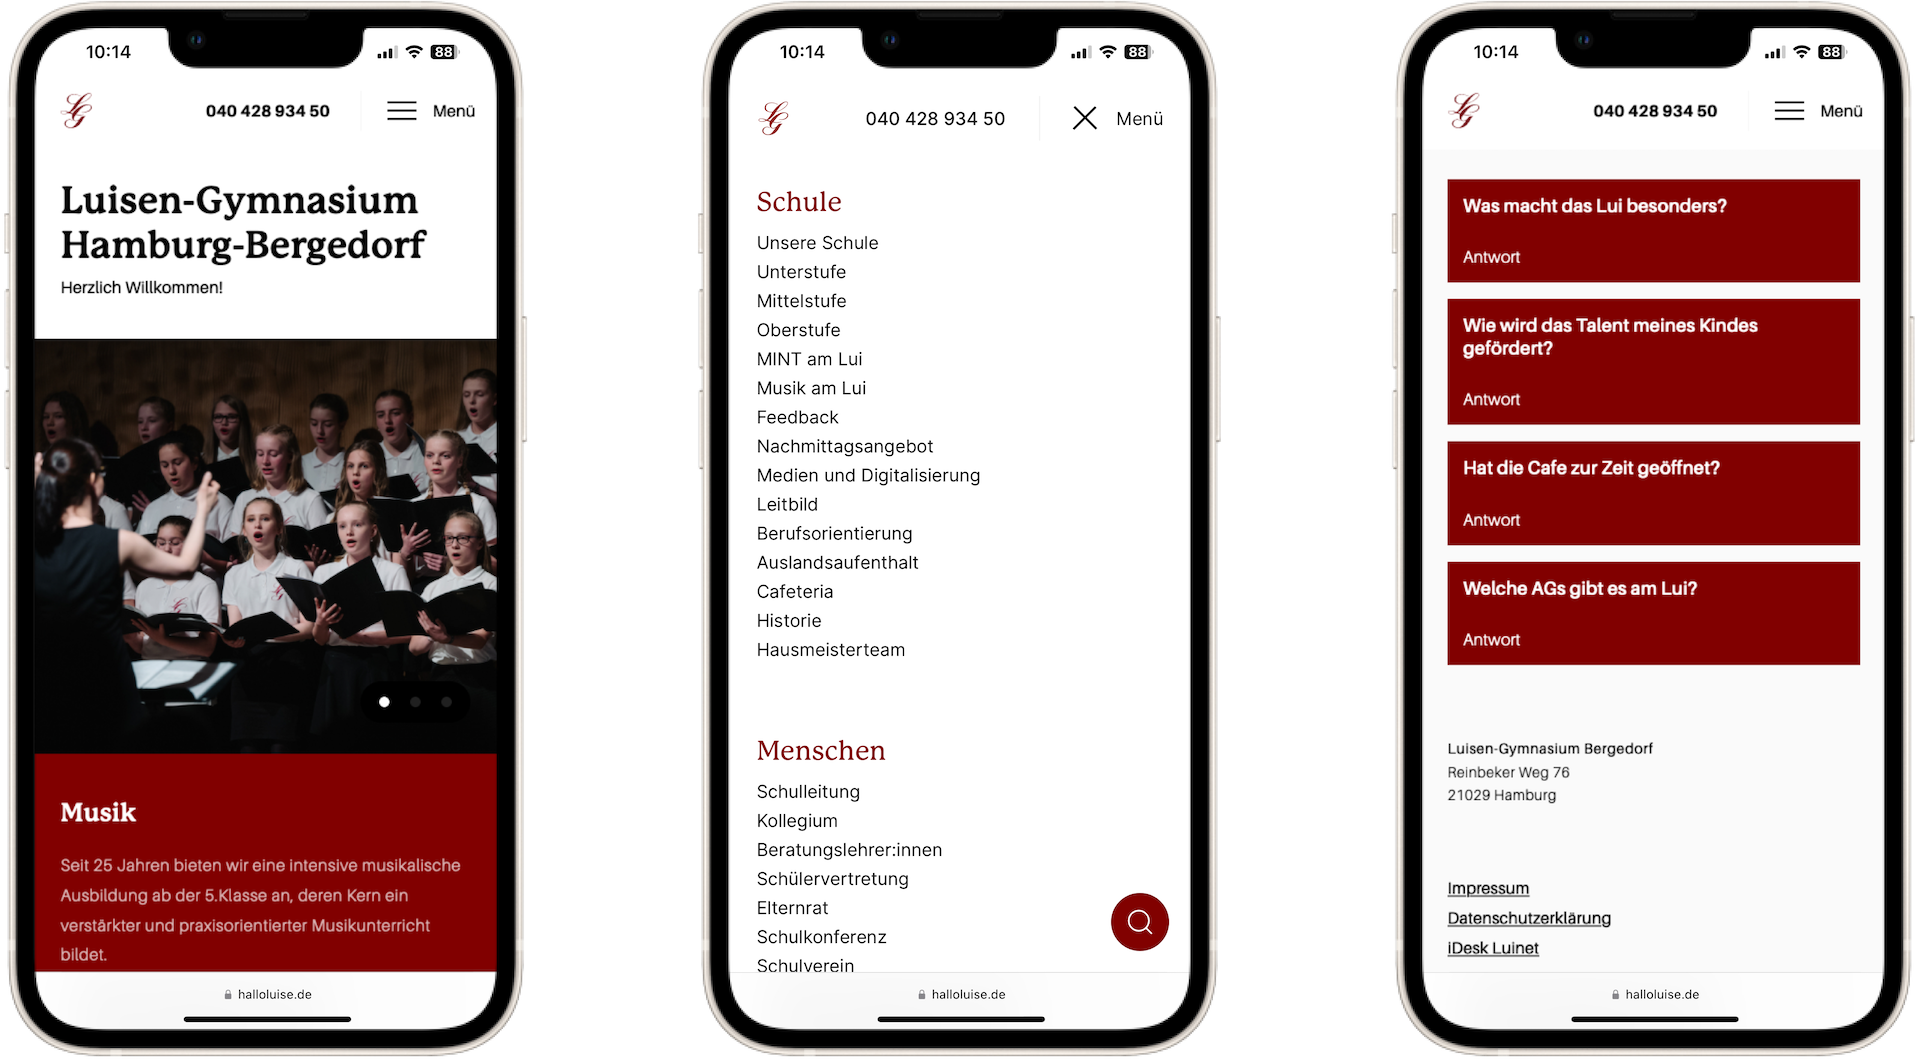 10:14
88
LG
040 428 934 50
Menü
Luisen-Gymnasium
Hamburg-Bergedorf
Herzlich Willkommen!
Musik
Seit 25 Jahren bieten wir eine intensive musikalische
Ausbildung ab der 5.Klasse an, deren Kern ein
verstärkter und praxisorientierter Musikunterricht
bildet.
halloluise.de
10:14
88
LG
040 428 934 50
Menü
Schule
Unsere Schule
Unterstufe
Mittelstufe
Oberstufe
MINT am Lui
Musik am Lui
Feedback
Nachmittagsangebot
Medien und Digitalisierung
Leitbild
Berufsorientierung
Auslandsaufenthalt
Cafeteria
Historie
Hausmeisterteam
Menschen
Schulleitung
Kollegium
Beratungslehrer:innen
Schülervertretung
Elternrat
Schulkonferenz
Schulverein
halloluise.de
10:14
88
LG
040 428 934 50
Menü
Was macht das Lui besonders?
Antwort
Wie wird das Talent meines Kindes
gefördert?
Antwort
Hat die Cafe zur Zeit geöffnet?
Antwort
Welche AGs gibt es am Lui?
Antwort
Luisen-Gymnasium Bergedorf
Reinbeker Weg 76
21029 Hamburg
Impressum
Datenschutzerklärung
iDesk Luinet
halloluise.de